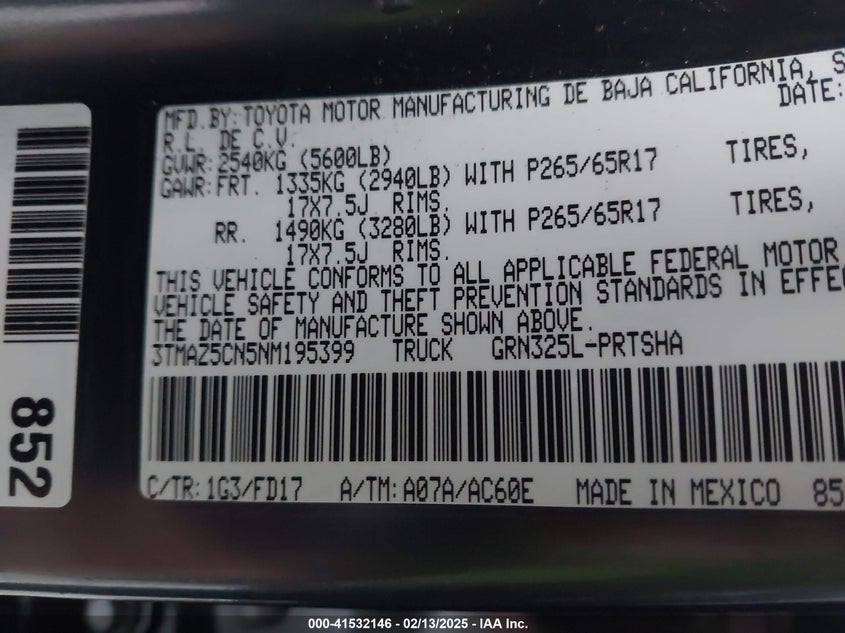 MFD.BY:TOYOTA MOTOR MANUFACTURING DE BAJA CALIFORNIA, S
DATE:
R.L. DE C.V.
GVWR:2540KG (5600LB)
GAWR:FRT. 1335KG (2940LB) WITH P265/65R17 TIRES,
17X7.5J RIMS.
RR. 1490KG (3280LB) WITH P265/65R17 TIRES,
17X7.5J RIMS.
THIS VEHICLE CONFORMS TO ALL APPLICABLE FEDERAL MOTOR
VEHICLE SAFETY AND THEFT PREVENTION STANDARDS IN EFFE
THE DATE OF MANUFACTURE SHOWN ABOVE.
3TMAZ5CN5NM195399 TRUCK GRN325L-PRTSHA
C/TR:1G3/FD17 A/TM:A07A/AC60E MADE IN MEXICO 85
852
000-41532146 - 02/13/2025 - IAA Inc.